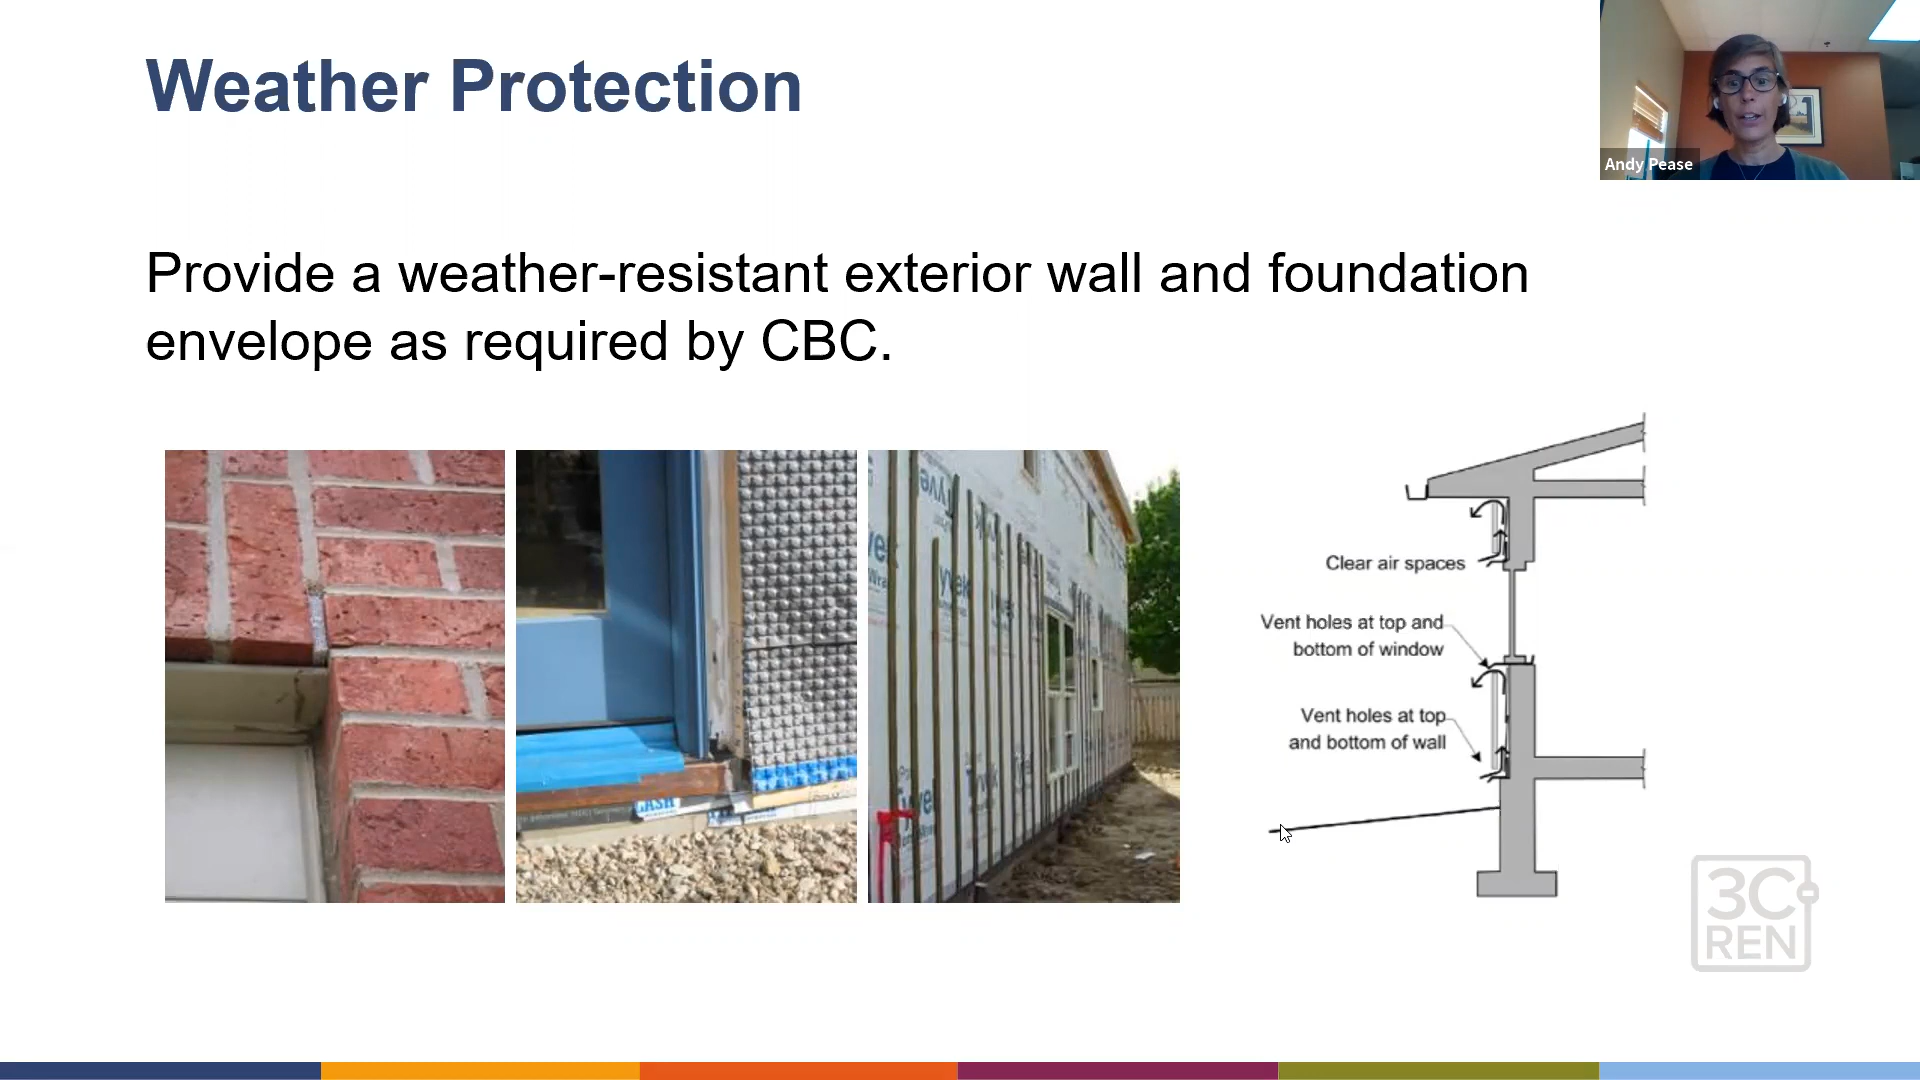 Weather Protection
Andy Pease
Provide a weather-resistant exterior wall and foundation
envelope as required by CBC.
Clear air spaces
Vent holes at top and
bottom of window
Vent holes at top
and bottom of wall
Tyvek
3C-
REN